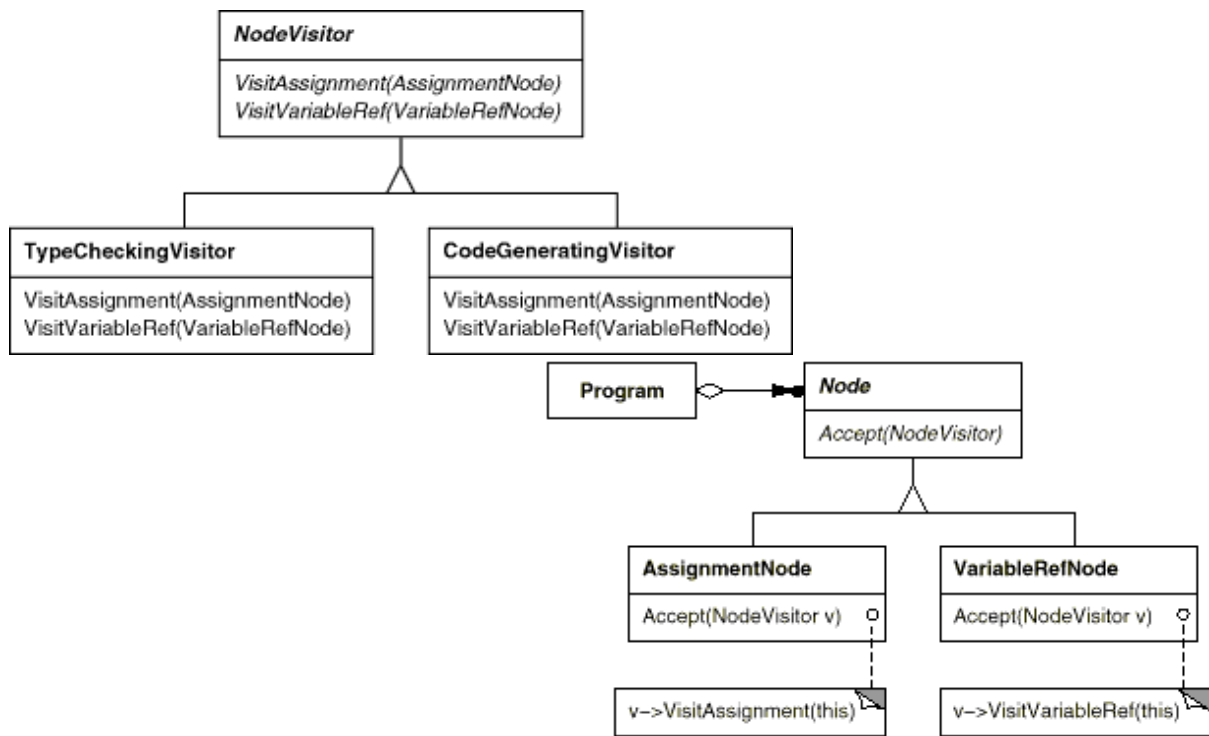 NodeVisitor
VisitAssignment(AssignmentNode)
VisitVariableRef(VariableRefNode)
TypeCheckingVisitor
VisitAssignment(AssignmentNode)
VisitVariableRef(VariableRefNode)
CodeGeneratingVisitor
VisitAssignment(AssignmentNode)
VisitVariableRef(VariableRefNode)
Program
Node
Accept(NodeVisitor)
AssignmentNode
Accept(NodeVisitor v)
v->VisitAssignment(this)
VariableRefNode
Accept(NodeVisitor v)
v->VisitVariableRef(this)